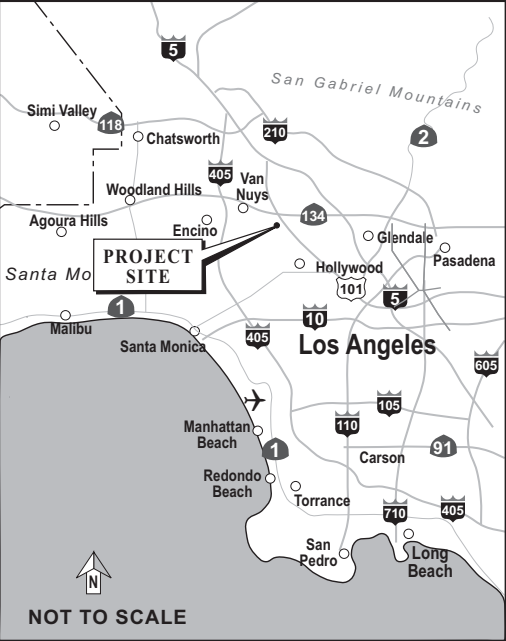 5
San Gabriel Mountains
Simi Valley
118
210
2
Chatsworth
405
Van
Nuys
Woodland Hills
134
Agoura Hills
Encino
Glendale
PROJECT
SITE
Pasadena
Santa Mo
Hollywood
101
5
1
10
Malibu
Santa Monica
405
Los Angeles
605
105
Manhattan
Beach
110
1
91
Carson
Redondo
Beach
Torrance
710
405
San
Pedro
Long
Beach
N
NOT TO SCALE